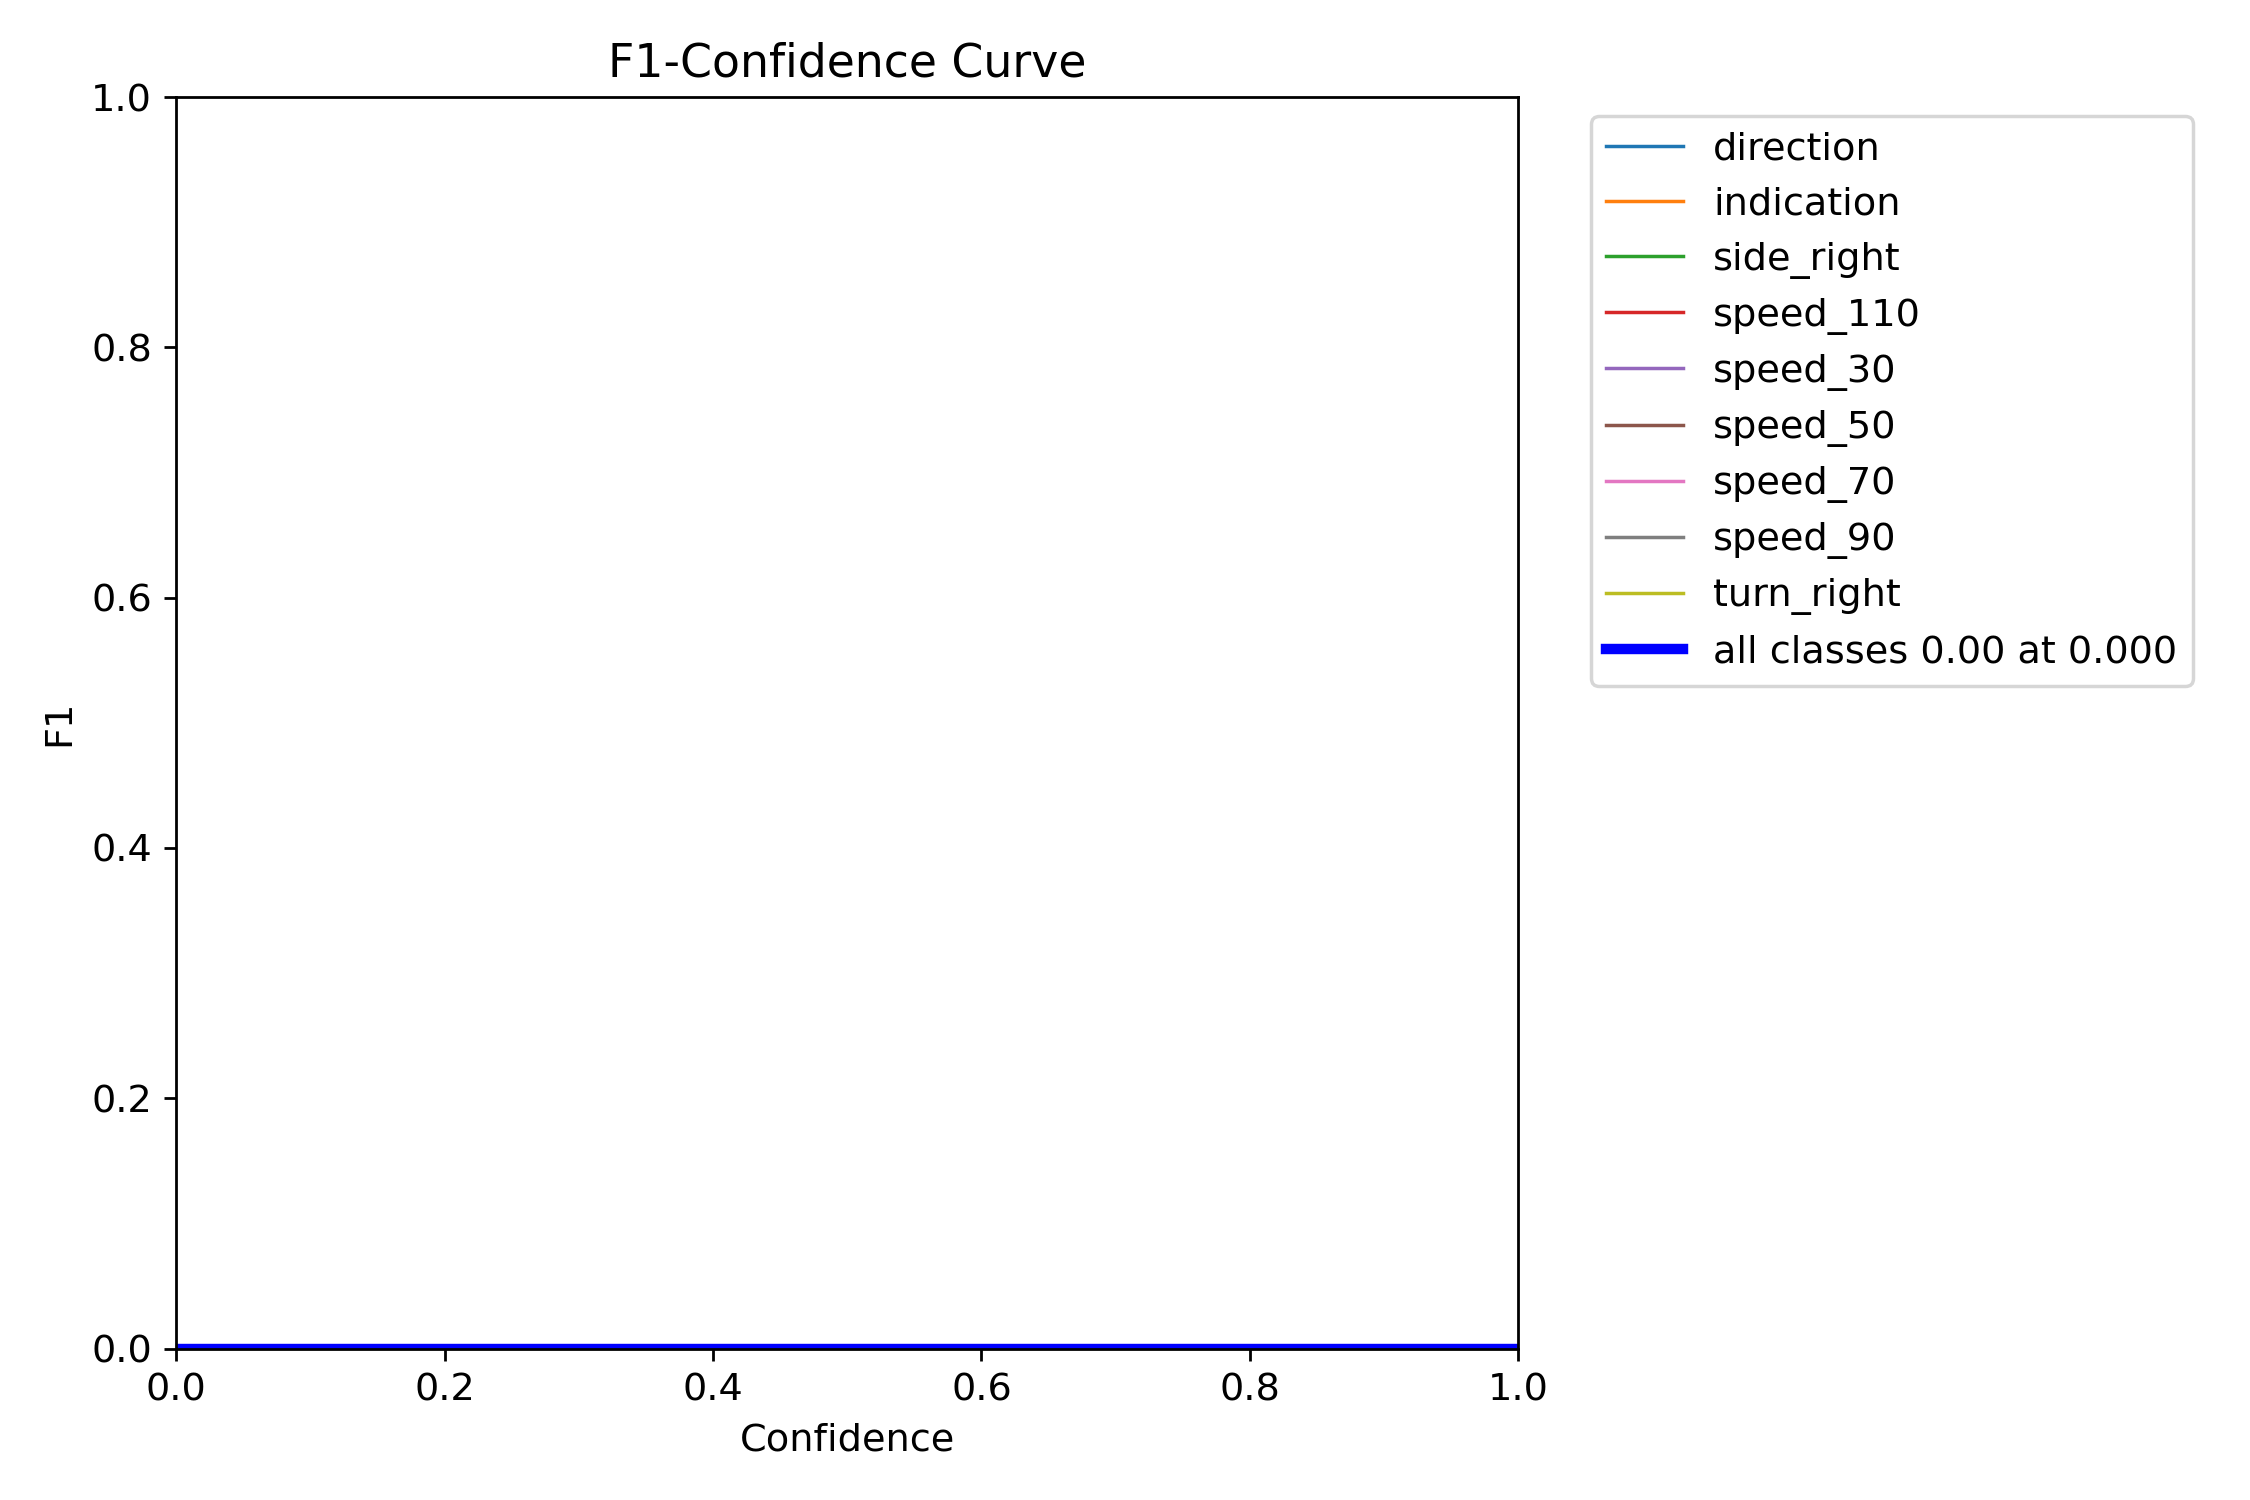 F1-Confidence Curve
1.0
0.8
0.6
0.4
0.2
0.0
F1
0.0 0.2 0.4 0.6 0.8 1.0
Confidence
direction
indication
side_right
speed_110
speed_30
speed_50
speed_70
speed_90
turn_right
all classes 0.00 at 0.000